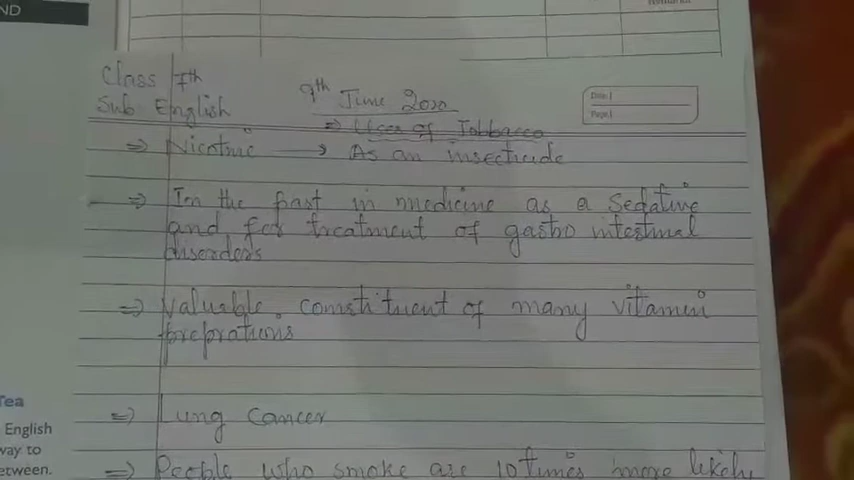 ND
Class 7th
9th June 2020
Sub English
Date:
Page:
⇒ Uses of Tobbacco
⇒ Nicotine → As an insecticide
⇒ In the past in medicine as a Sedative
and for treatment of gastro intestinal
disorders
⇒ Valuable constituent of many vitamin
preprations
⇒ Lung Cancer
⇒ People who smoke are 10 times more likely
Tea
English
way to
etween.